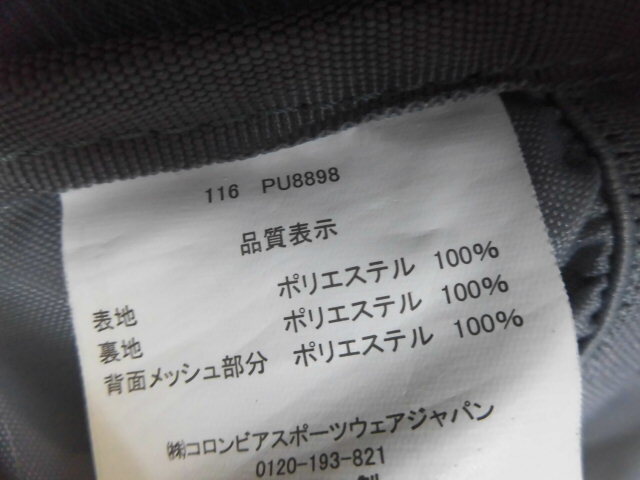 116 PU8898
品質表示
表地 ポリエステル 100%
裏地 ポリエステル 100%
背面メッシュ部分 ポリエステル 100%
㈱コロンビアスポーツウェアジャパン
0120-193-821